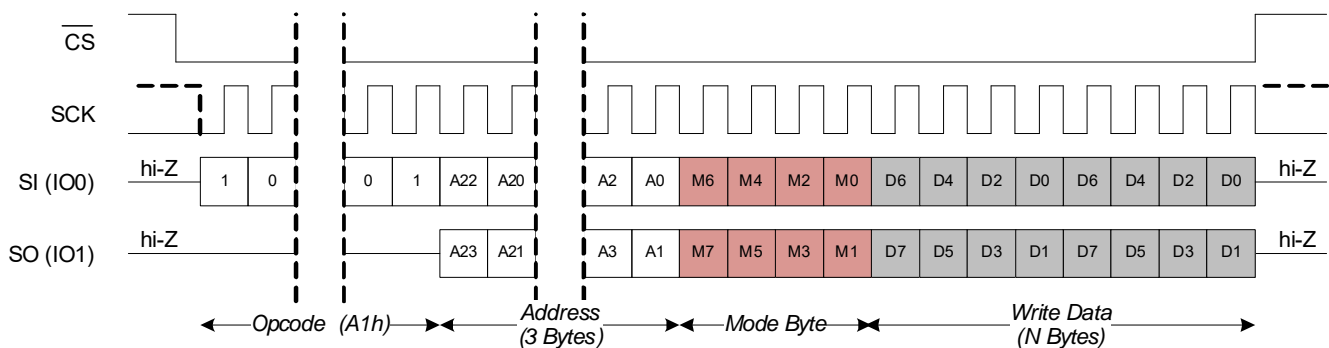 CS
SCK
SI (IO0) hi-Z 1 0 0 1 A22 A20 A2 A0 M6 M4 M2 M0 D6 D4 D2 D0 D6 D4 D2 D0 hi-Z
SO (IO1) hi-Z A23 A21 A3 A1 M7 M5 M3 M1 D7 D5 D3 D1 D7 D5 D3 D1 hi-Z
Opcode (A1h) Address Mode Byte Write Data
(3 Bytes) (N Bytes)